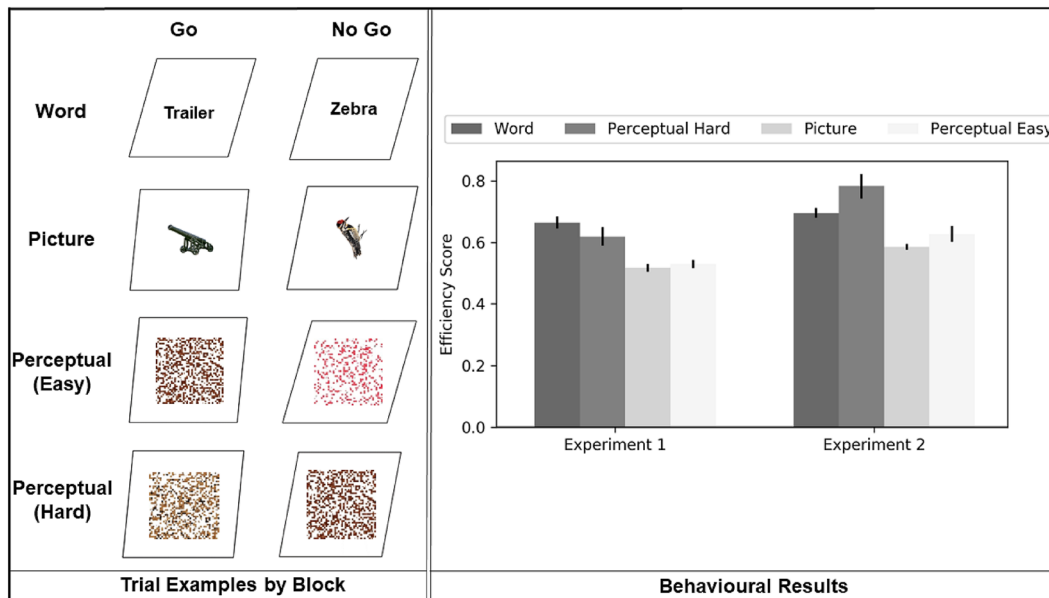 Go No Go
Word Trailer Zebra
Picture
Perceptual
(Easy)
Perceptual
(Hard)
Trial Examples by Block
Word Perceptual Hard Picture Perceptual Easy
Efficiency Score
0.8
0.6
0.4
0.2
0.0
Experiment 1 Experiment 2
Behavioural Results